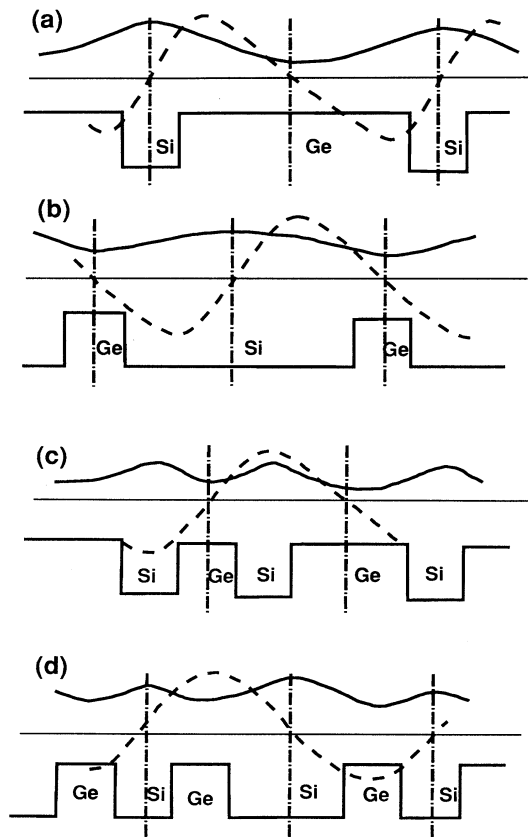 (a)
Si Ge Si
(b)
Ge Si Ge
(c)
Si Ge Si Ge Si
(d)
Ge Si Ge Si Ge Si